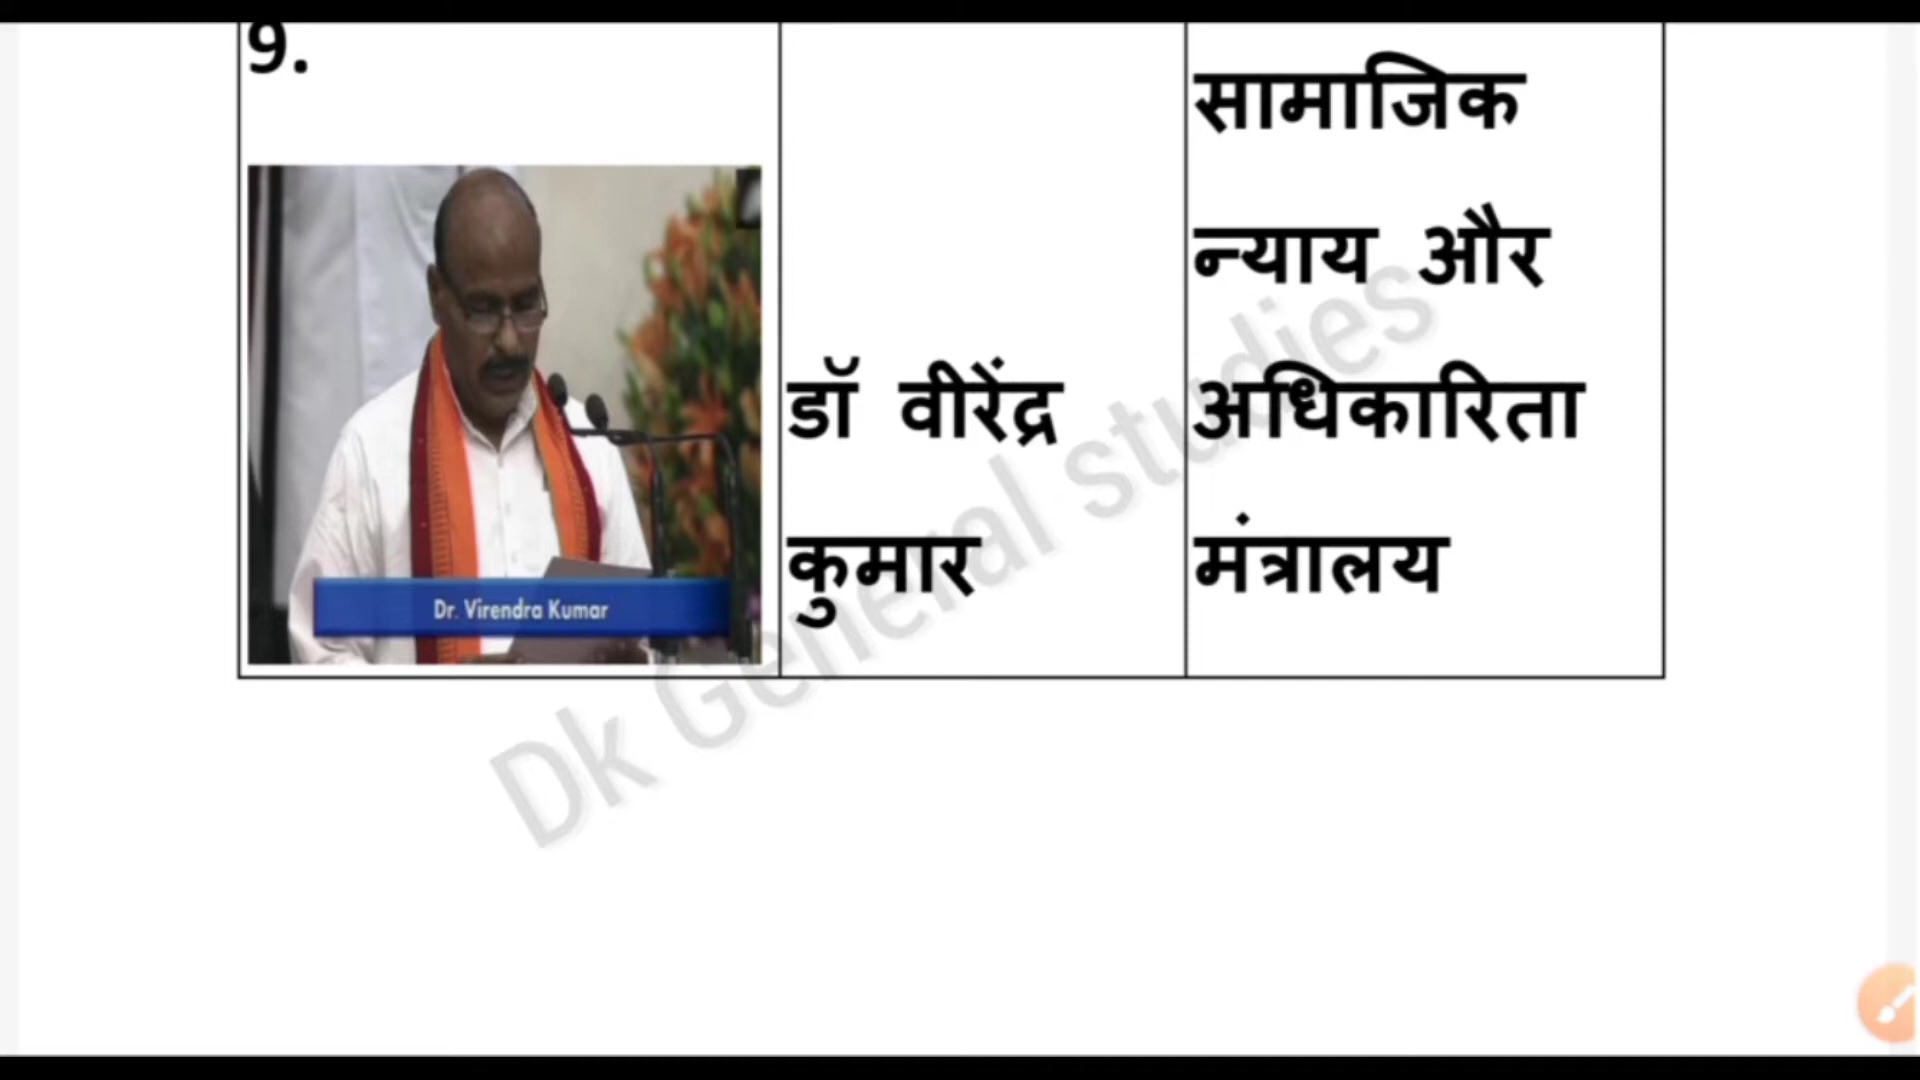 9.
Dr. Virendra Kumar
डॉ वीरेंद्र
कुमार
सामाजिक
न्याय और
अधिकारिता
मंत्रालय
Dk General studies